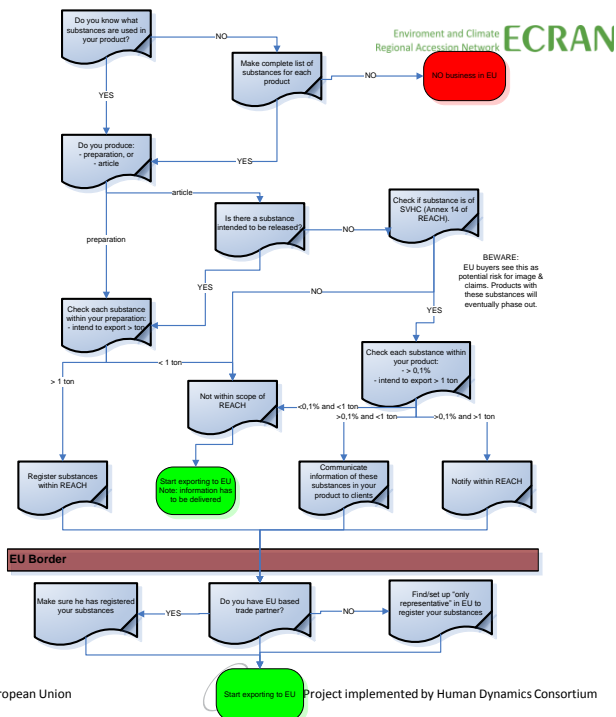 Do you know what
substances are used in
your product?
NO
Enviroment and Climate
Regional Accession Network
ECRAN
Make complete list of
substances for each
product
NO
NO business in EU
YES
Do you produce:
- preparation, or
- article
YES
article
Is there a substance
intended to be released?
NO
Check if substance is of
SVHC (Annex 14 of
REACH).
preparation
BEWARE:
EU buyers see this as
potential risk for image &
claims. Products with
these substances will
eventually phase out.
YES
NO
YES
Check each substance
within your preparation:
- intend to export > ton
< 1 ton
> 1 ton
Check each substance within
your product:
- > 0,1%
- intend to export > 1 ton
Not within scope of
REACH
<0,1% and <1 ton
>0,1% and <1 ton
>0,1% and >1 ton
Register substances
within REACH
Start exporting to EU
Note: information has
to be delivered
Communicate
information of these
substances in your
product to clients
Notify within REACH
EU Border
Make sure he has registered
your substances
YES
Do you have EU based
trade partner?
NO
Find/set up “only
representative” in EU to
register your substances
ropean Union
Start exporting to EU
Project implemented by Human Dynamics Consortium